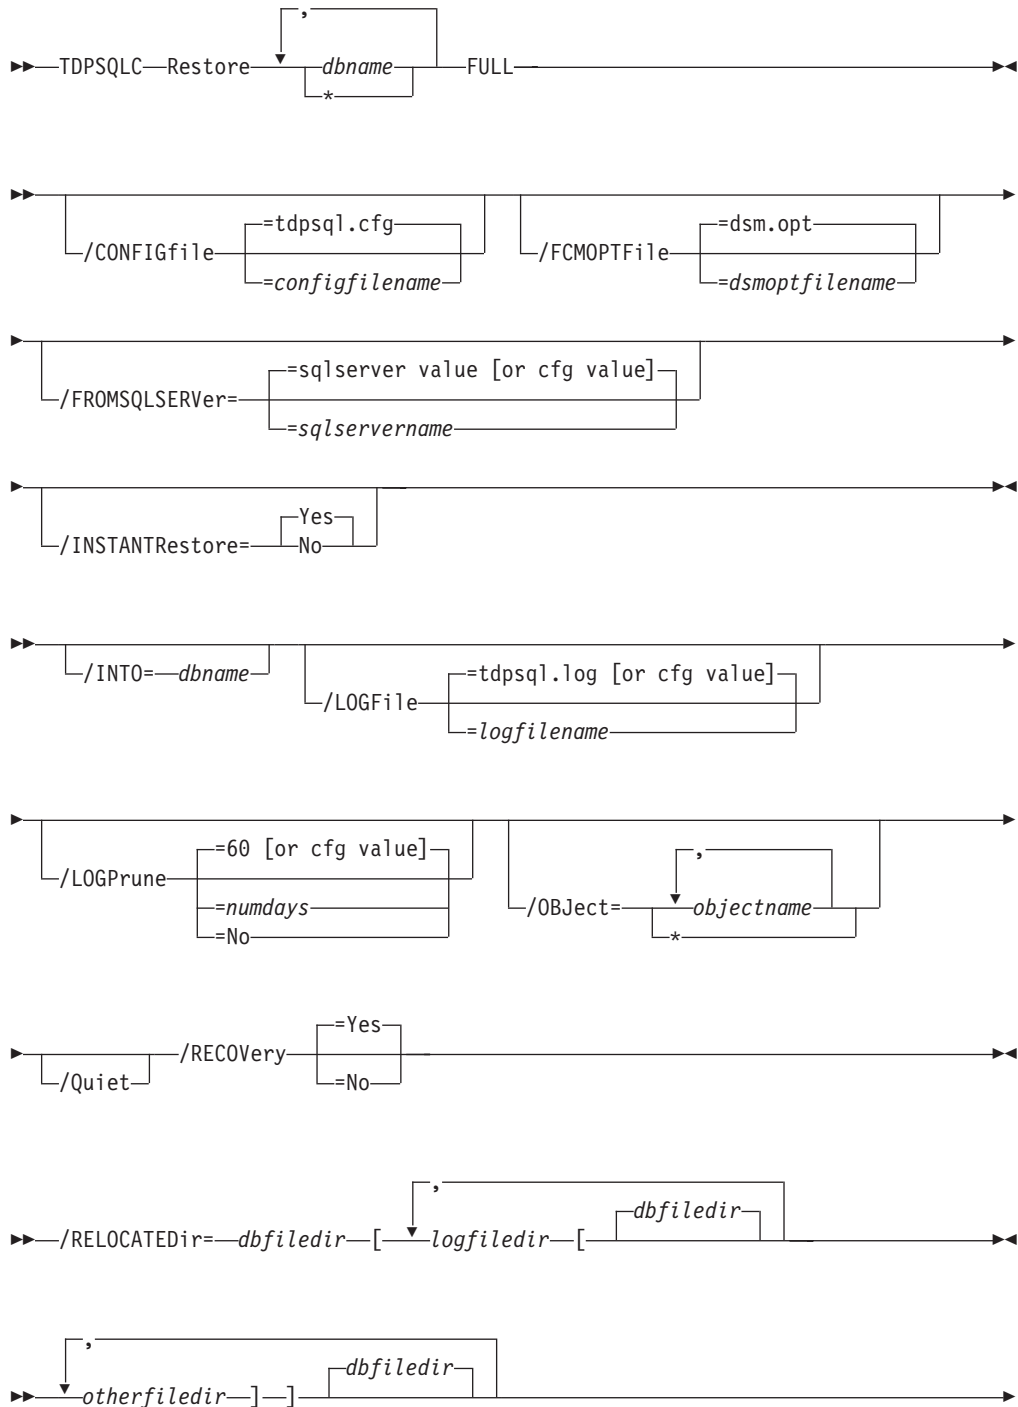 ,
TDPSQLC Restore dbname FULL
*
=tdpsql.cfg =dsm.opt
/CONFIGfile /FCMOPTFile
=configfilename =dsmoptfilename
=sqlserver value [or cfg value]
/FROMSQLSERVer=
=sqlservername
Yes
/INSTANTRestore= No
/INTO= dbname =tdpsql.log [or cfg value]
/LOGFile
=logfilename
=60 [or cfg value] ,
/LOGPrune
=numdays /OBJect= objectname
=No *
/RECOVery =Yes
/Quiet =No
, dbfiledir
/RELOCATEDir= dbfiledir [ logfiledir [
, dbfiledir
otherfiledir ] ]